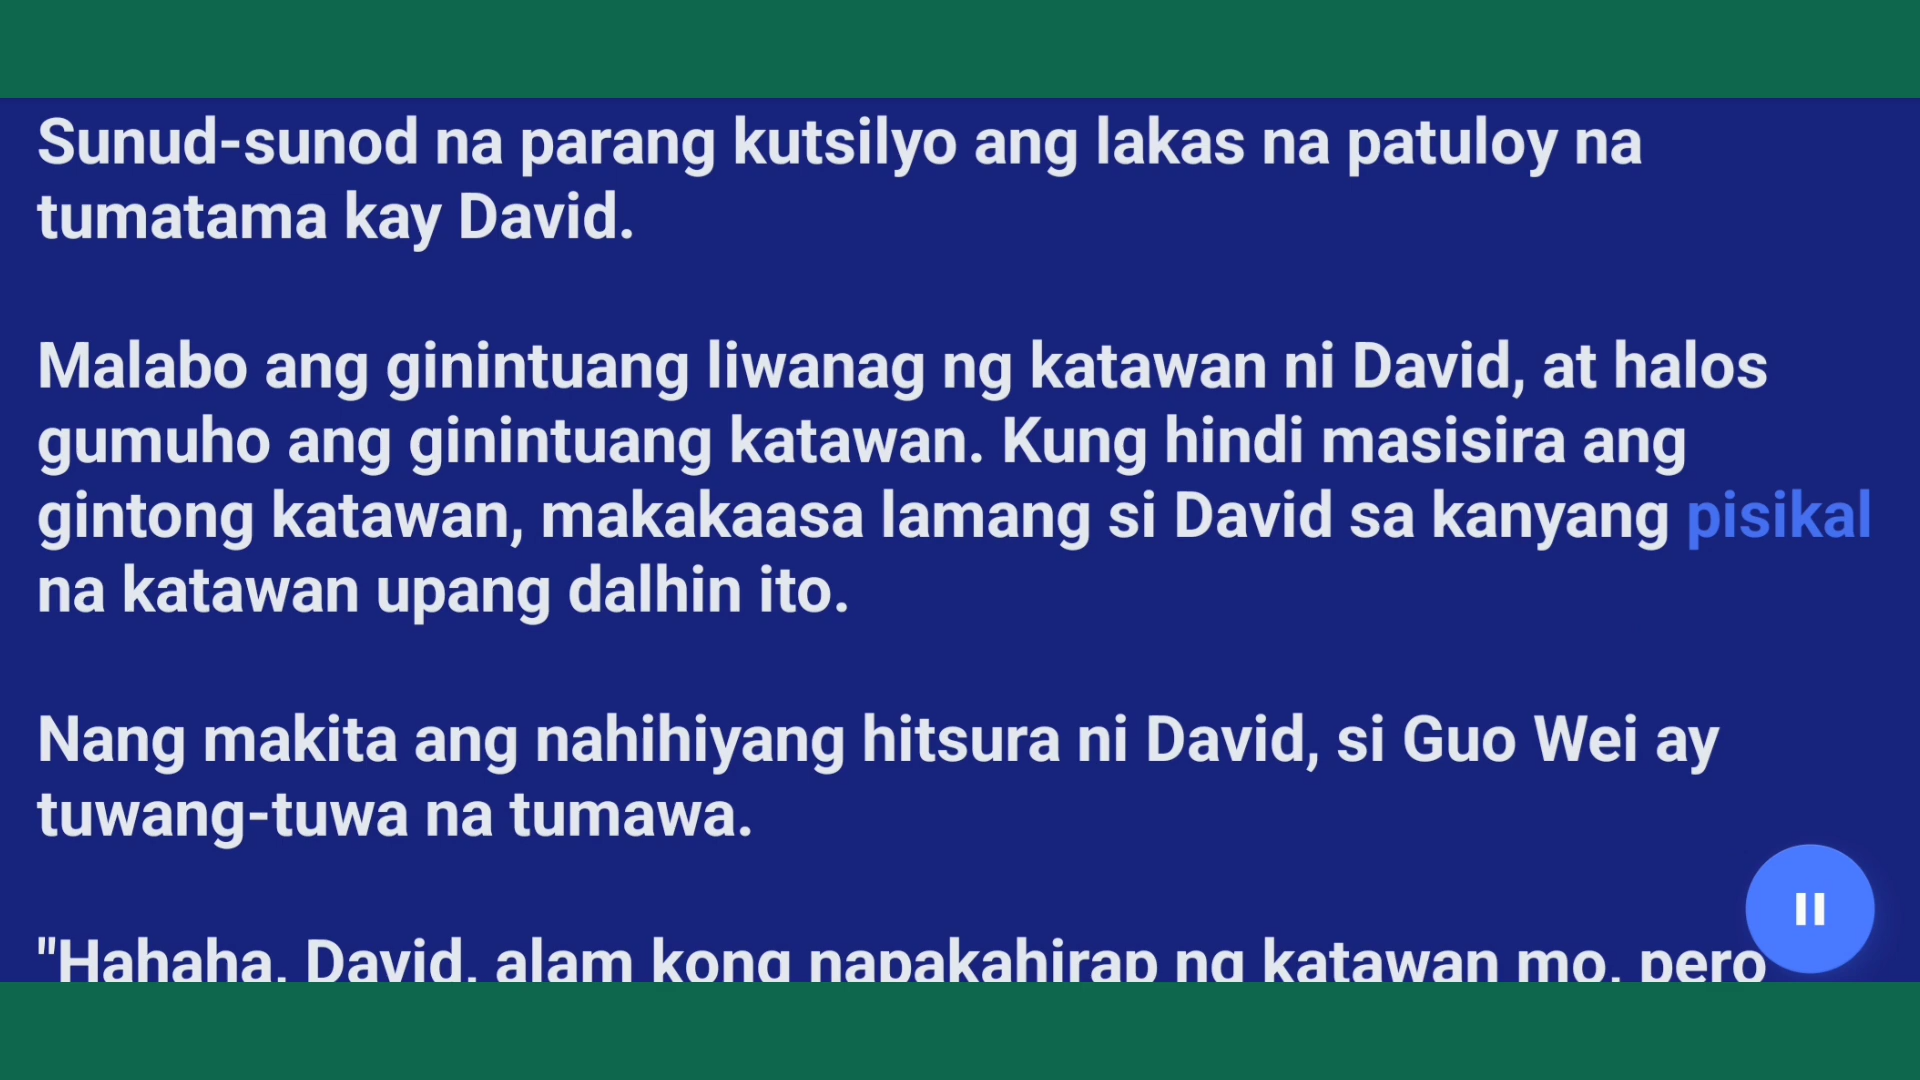 Sunud-sunod na parang kutsilyo ang lakas na patuloy na
tumatama kay David.
Malabo ang ginintuang liwanag ng katawan ni David, at halos
gumuho ang ginintuang katawan. Kung hindi masisira ang
gintong katawan, makakaasa lamang si David sa kanyang pisikal
na katawan upang dalhin ito.
Nang makita ang nahihiyang hitsura ni David, si Guo Wei ay
tuwang-tuwa na tumawa.
"Hahaha, David, alam kong napakahirap ng katawan mo, pero